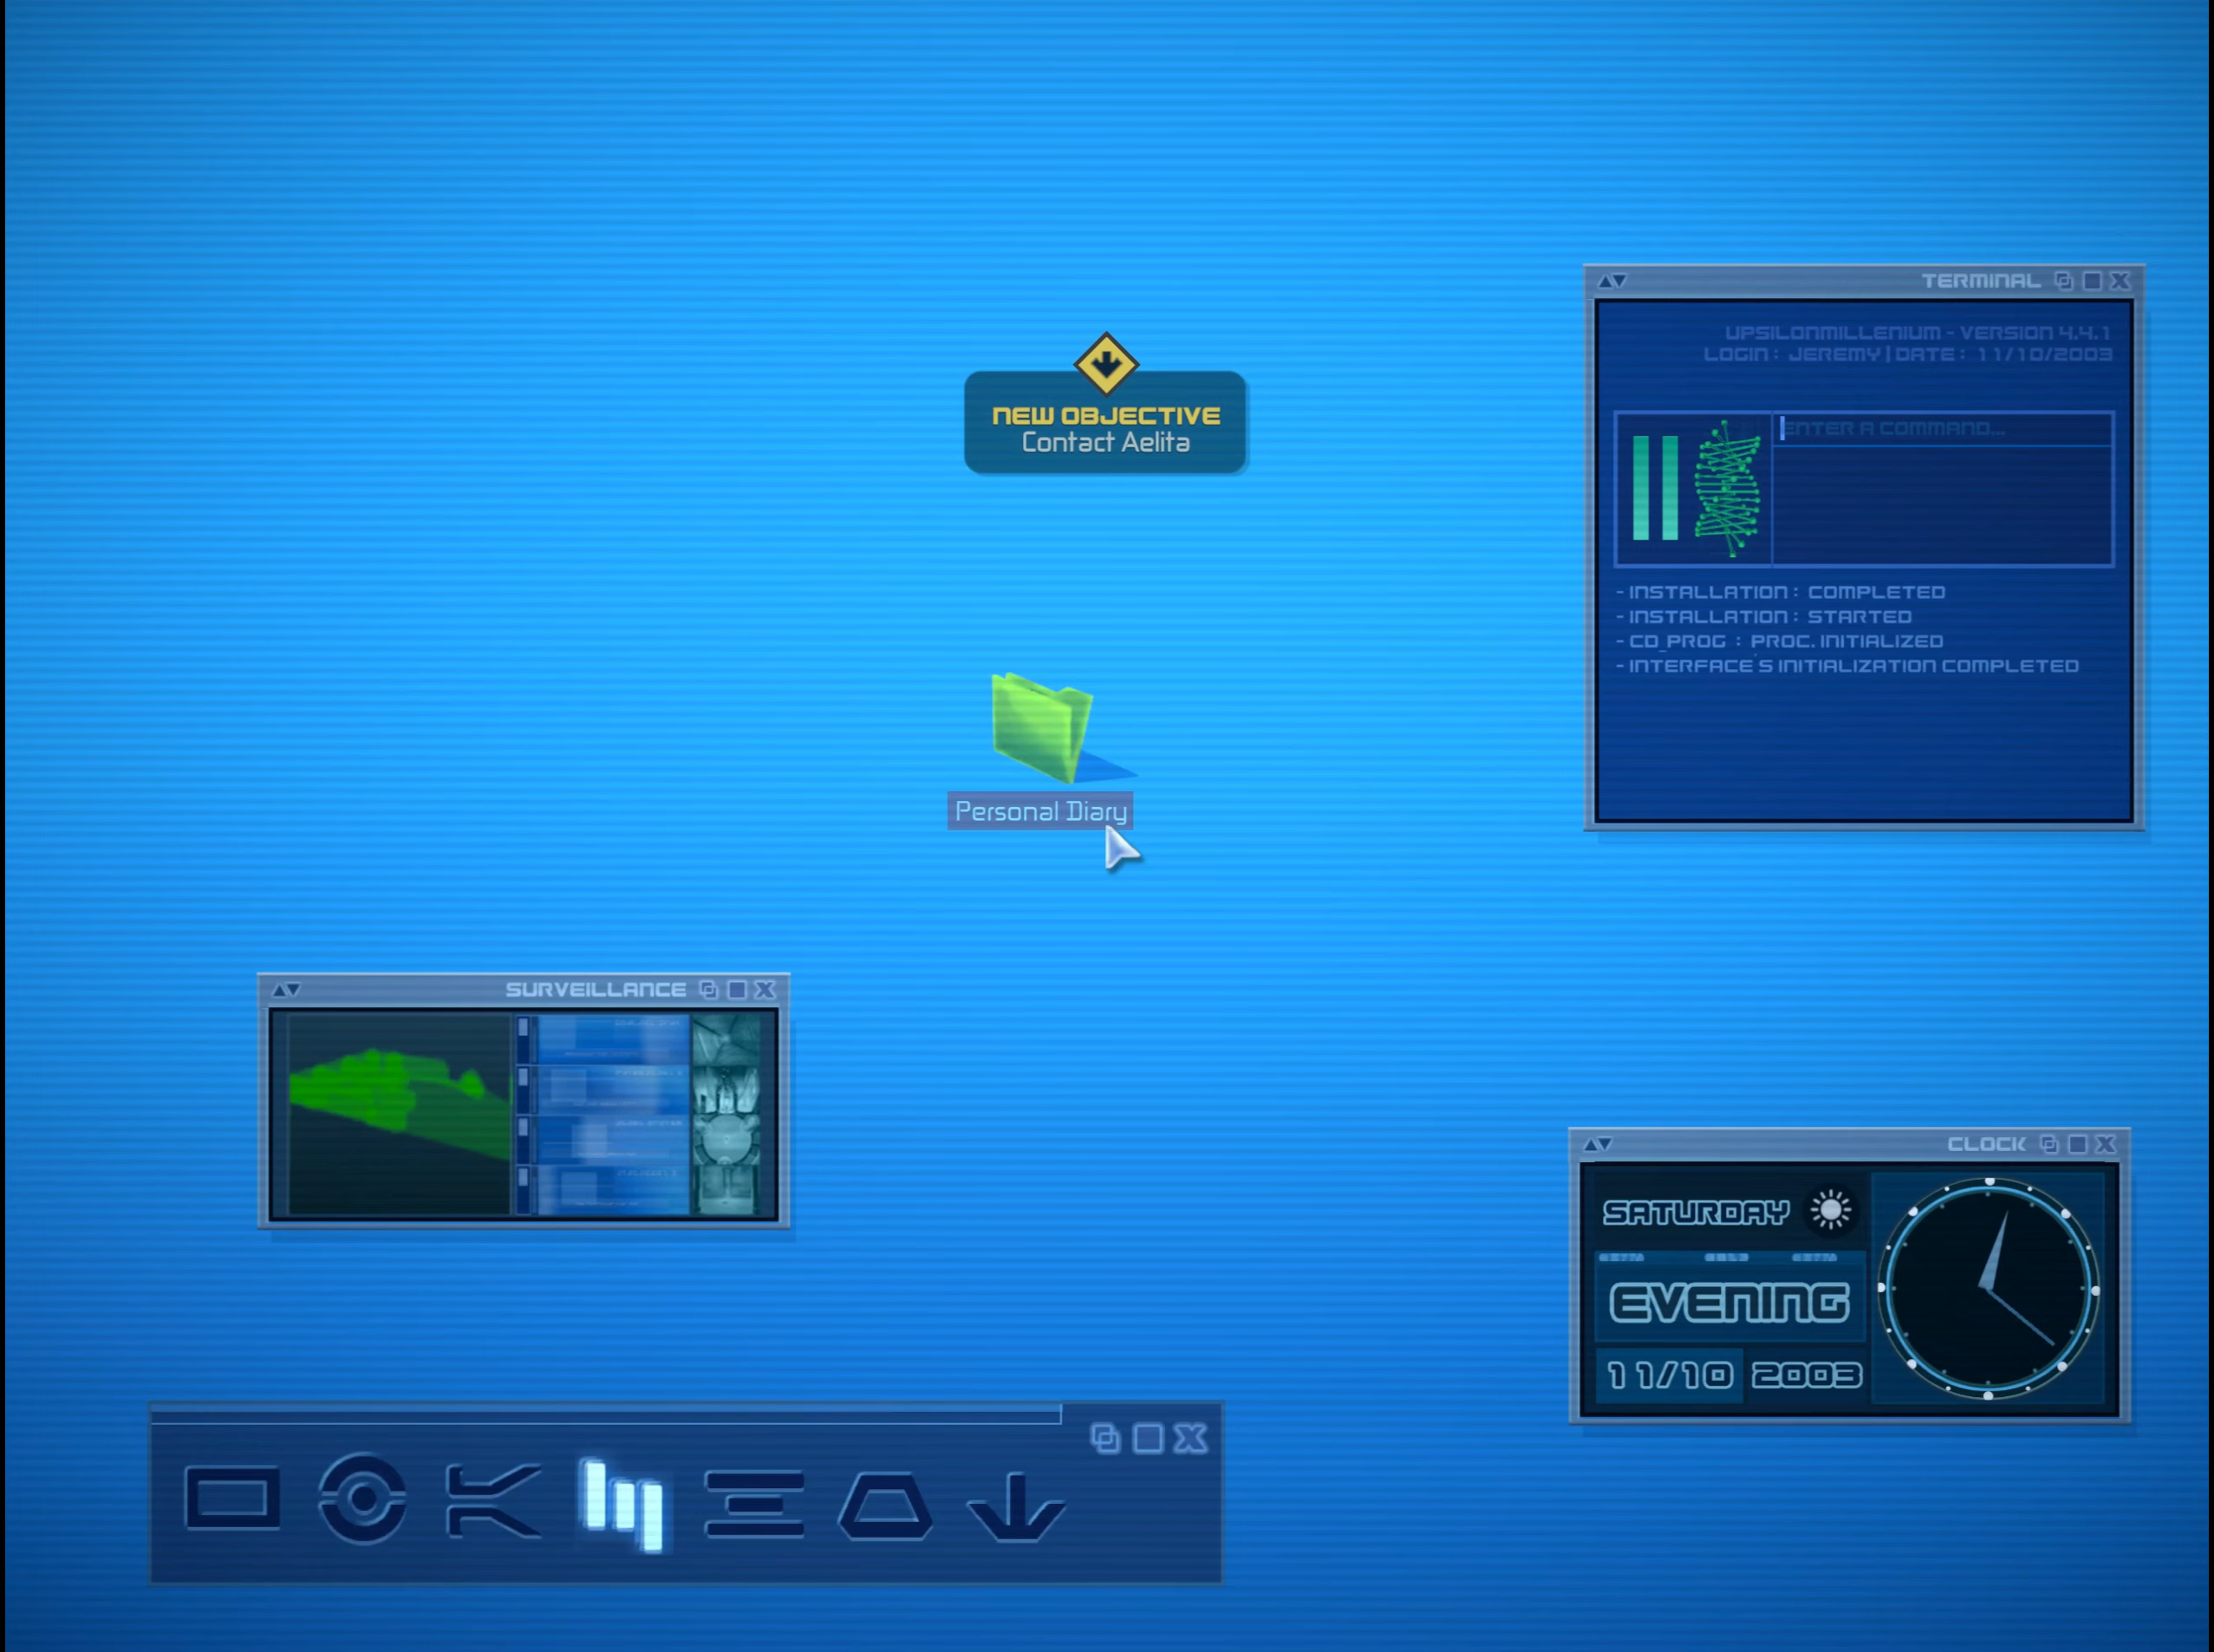 NEW OBJECTIVE
Contact Aelita
Personal Diary
TERMINAL
UPSILONMILLENIUM - VERSION 4.4.1
LOGIN : JEREMY | DATE : 11/10/2003
ENTER A COMMAND...
- INSTALLATION : COMPLETED
- INSTALLATION : STARTED
- CD_PROG : PROC. INITIALIZED
- INTERFACE'S INITIALIZATION COMPLETED
SURVEILLANCE
CLOCK
SATURDAY
EVENING
11/10 2003